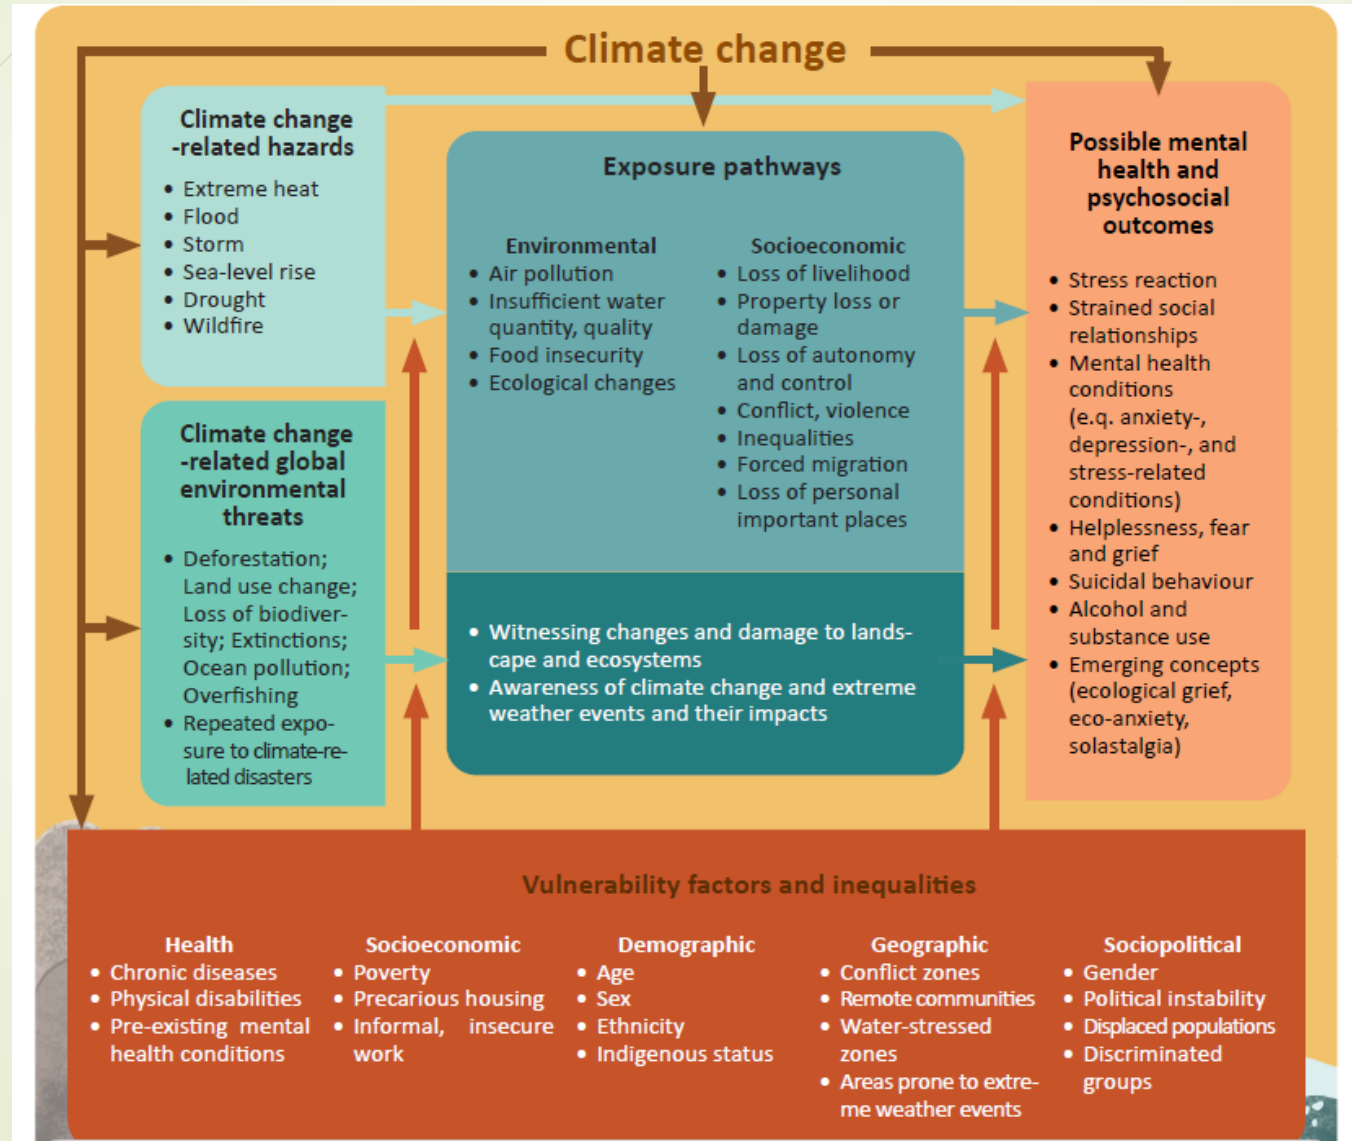 Climate change
Climate change
-related hazards
• Extreme heat
• Flood
• Storm
• Sea-level rise
• Drought
• Wildfire
Climate change
-related global
environmental
threats
• Deforestation;
Land use change;
Loss of biodiver-
sity; Extinctions;
Ocean pollution;
Overfishing
• Repeated expo-
sure to climate-re-
lated disasters
Exposure pathways
Environmental
• Air pollution
• Insufficient water
quantity, quality
• Food insecurity
• Ecological changes
Socioeconomic
• Loss of livelihood
• Property loss or
damage
• Loss of autonomy
and control
• Conflict, violence
• Inequalities
• Forced migration
• Loss of personal
important places
• Witnessing changes and damage to lands-
cape and ecosystems
• Awareness of climate change and extreme
weather events and their impacts
Possible mental
health and
psychosocial
outcomes
• Stress reaction
• Strained social
relationships
• Mental health
conditions
(e.q. anxiety-,
depression-, and
stress-related
conditions)
• Helplessness, fear
and grief
• Suicidal behaviour
• Alcohol and
substance use
• Emerging concepts
(ecological grief,
eco-anxiety,
solastalgia)
Vulnerability factors and inequalities
Health
• Chronic diseases
• Physical disabilities
• Pre-existing mental
health conditions
Socioeconomic
• Poverty
• Precarious housing
• Informal, insecure
work
Demographic
• Age
• Sex
• Ethnicity
• Indigenous status
Geographic
• Conflict zones
• Remote communities
• Water-stressed
zones
• Areas prone to extre-
me weather events
Sociopolitical
• Gender
• Political instability
• Displaced populations
• Discriminated
groups